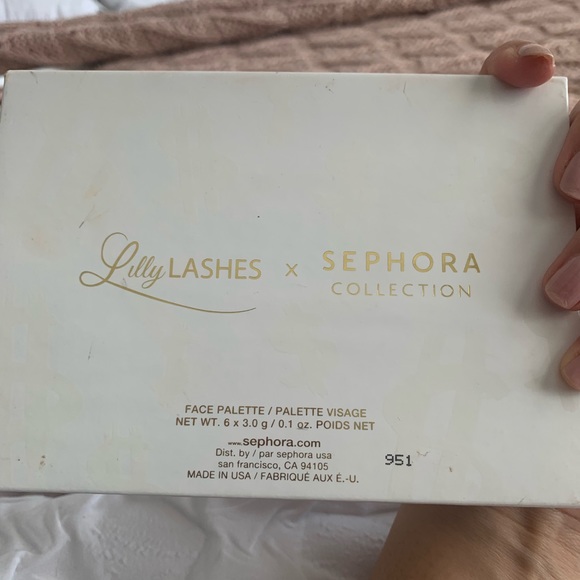 Lilly LASHES x SEPHORA
COLLECTION
FACE PALETTE / PALETTE VISAGE
NET WT. 6 x 3.0 g / 0.1 oz. POIDS NET
www.sephora.com
Dist. by / par sephora usa
san francisco, CA 94105
951
MADE IN USA / FABRIQUÉ AUX É.-U.